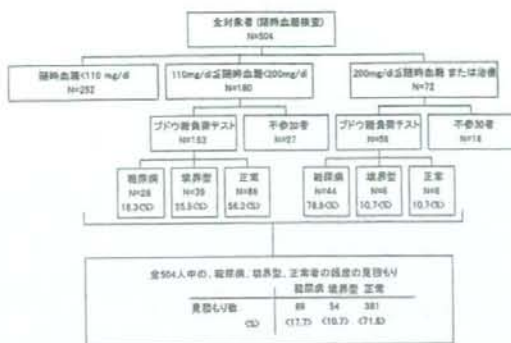 全対象者(随時血糖検査)
N=504
随時血糖<110 mg/dl
N=252
110mg/dl≦随時血糖<200mg/dl
N=180
200mg/dl≦随時血糖 または治療
N=72
ブドウ糖負荷テスト
N=153
不参加者
N=27
ブドウ糖負荷テスト
N=56
不参加者
N=16
糖尿病
N=28
18.3(%)
境界型
N=39
25.5(%)
正常
N=86
56.2(%)
糖尿病
N=44
78.6(%)
境界型
N=6
10.7(%)
正常
N=6
10.7(%)
全504人中の、糖尿病、境界型、正常者の頻度の見積もり
糖尿病 境界型 正常
見積もり数 89 54 361
(%) (17.7) (10.7) (71.6)